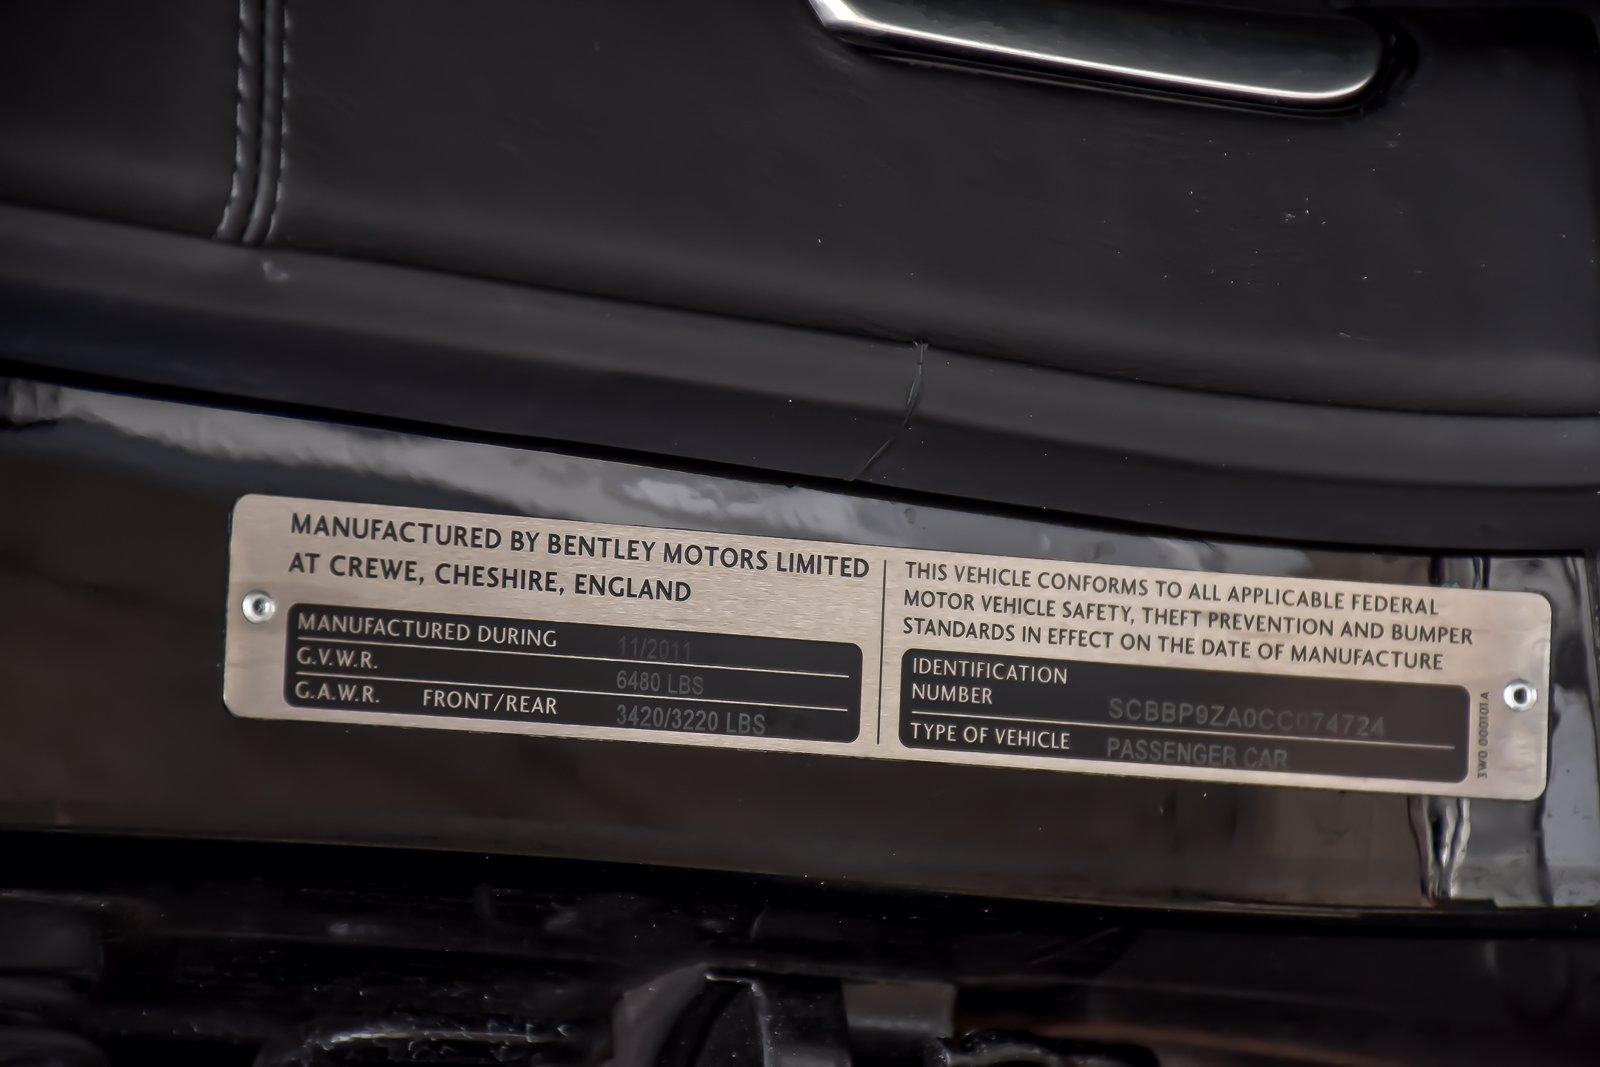 MANUFACTURED BY BENTLEY MOTORS LIMITED
AT CREWE, CHESHIRE, ENGLAND
MANUFACTURED DURING 11/2011
G.V.W.R. 6480 LBS
G.A.W.R. FRONT/REAR 3420/3220 LBS
THIS VEHICLE CONFORMS TO ALL APPLICABLE FEDERAL
MOTOR VEHICLE SAFETY, THEFT PREVENTION AND BUMPER
STANDARDS IN EFFECT ON THE DATE OF MANUFACTURE
IDENTIFICATION
NUMBER SCBBP9ZA0CC074724
TYPE OF VEHICLE PASSENGER CAR